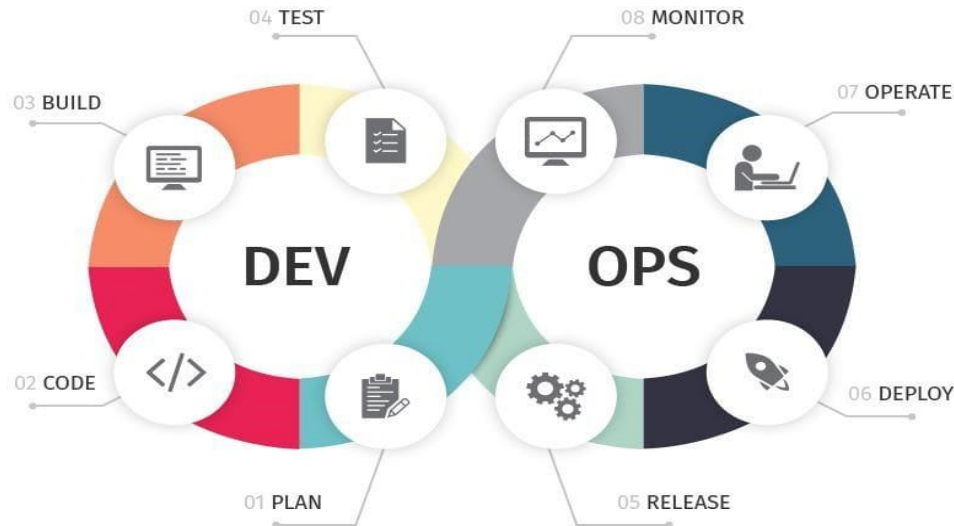 04 TEST
08 MONITOR
03 BUILD
07 OPERATE
DEV
OPS
02 CODE
06 DEPLOY
01 PLAN
05 RELEASE